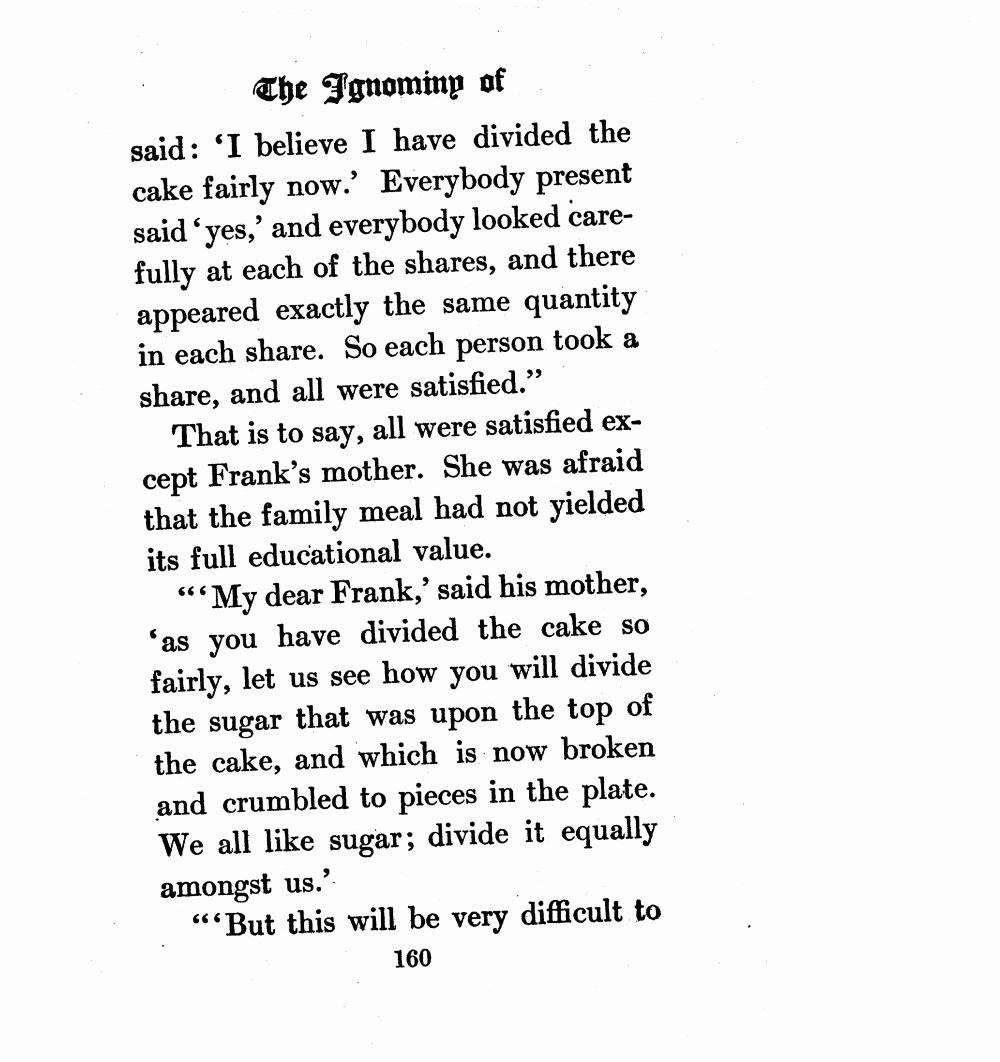 The Ignominy of
said: ‘I believe I have divided the
cake fairly now.’ Everybody present
said ‘yes,’ and everybody looked care-
fully at each of the shares, and there
appeared exactly the same quantity
in each share. So each person took a
share, and all were satisfied.”
That is to say, all were satisfied ex-
cept Frank’s mother. She was afraid
that the family meal had not yielded
its full educational value.
“‘My dear Frank,’ said his mother,
‘as you have divided the cake so
fairly, let us see how you will divide
the sugar that was upon the top of
the cake, and which is now broken
and crumbled to pieces in the plate.
We all like sugar; divide it equally
amongst us.’
“‘But this will be very difficult to
160